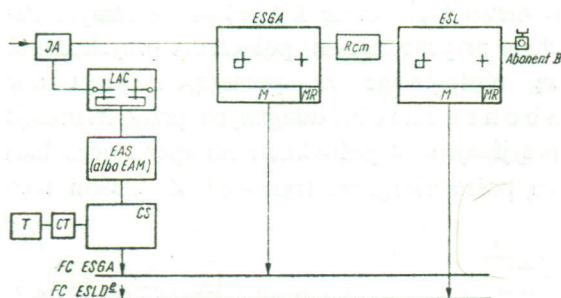 ESGA
ESL
JA
Rcm
Abonent B
LAC
M
MR
M
MR
EAS
(albo EAM)
T
CT
CS
FC ESGA
FC ESLD